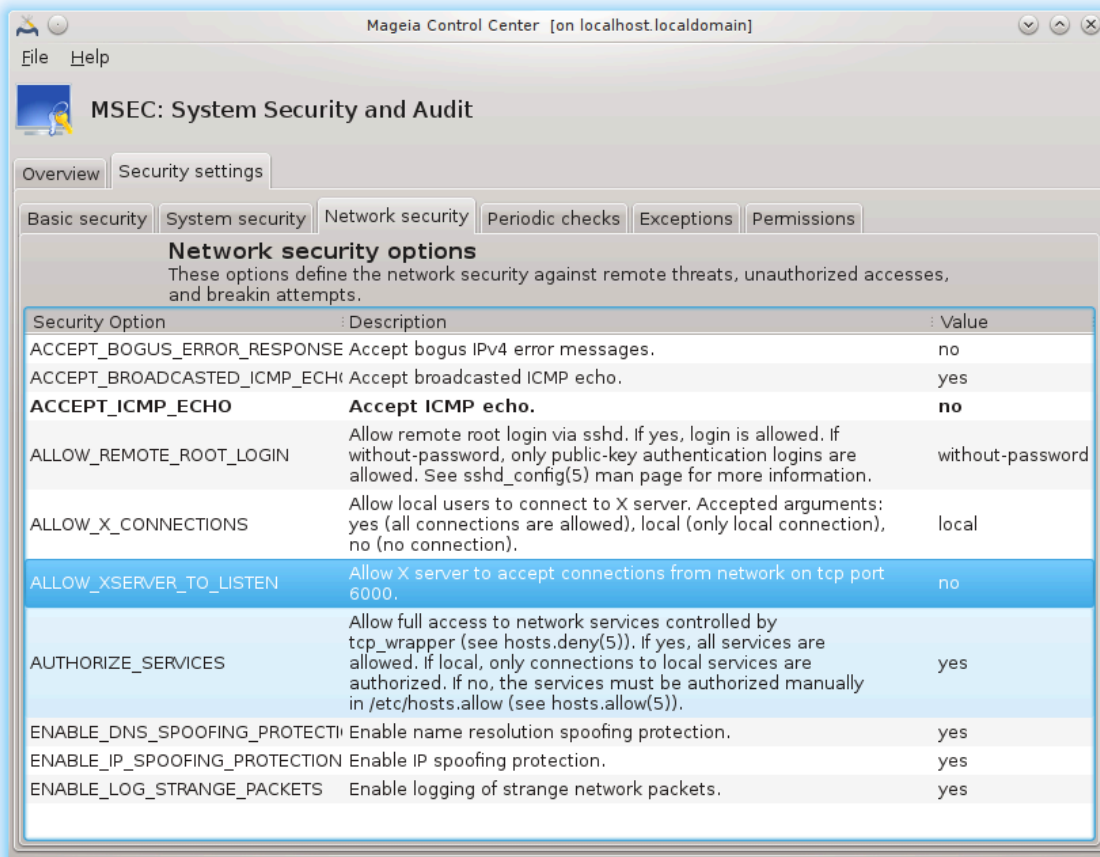 Mageia Control Center [on localhost.localdomain]
File Help
MSEC: System Security and Audit
Overview Security settings
Basic security System security Network security Periodic checks Exceptions Permissions
Network security options
These options define the network security against remote threats, unauthorized accesses,
and breakin attempts.
Security Option Description Value
ACCEPT_BOGUS_ERROR_RESPONSE Accept bogus IPv4 error messages. no
ACCEPT_BROADCASTED_ICMP_ECH Accept broadcasted ICMP echo. yes
ACCEPT_ICMP_ECHO Accept ICMP echo. no
ALLOW_REMOTE_ROOT_LOGIN Allow remote root login via sshd. If yes, login is allowed. If
without-password, only public-key authentication logins are without-password
allowed. See sshd_config(5) man page for more information.
ALLOW_X_CONNECTIONS Allow local users to connect to X server. Accepted arguments:
yes (all connections are allowed), local (only local connection), local
no (no connection).
ALLOW_XSERVER_TO_LISTEN Allow X server to accept connections from network on tcp port no
6000.
AUTHORIZE_SERVICES Allow full access to network services controlled by
tcp_wrapper (see hosts.deny(5)). If yes, all services are
allowed. If local, only connections to local services are yes
authorized. If no, the services must be authorized manually
in /etc/hosts.allow (see hosts.allow(5)).
ENABLE_DNS_SPOOFING_PROTECTI Enable name resolution spoofing protection. yes
ENABLE_IP_SPOOFING_PROTECTION Enable IP spoofing protection. yes
ENABLE_LOG_STRANGE_PACKETS Enable logging of strange network packets. yes